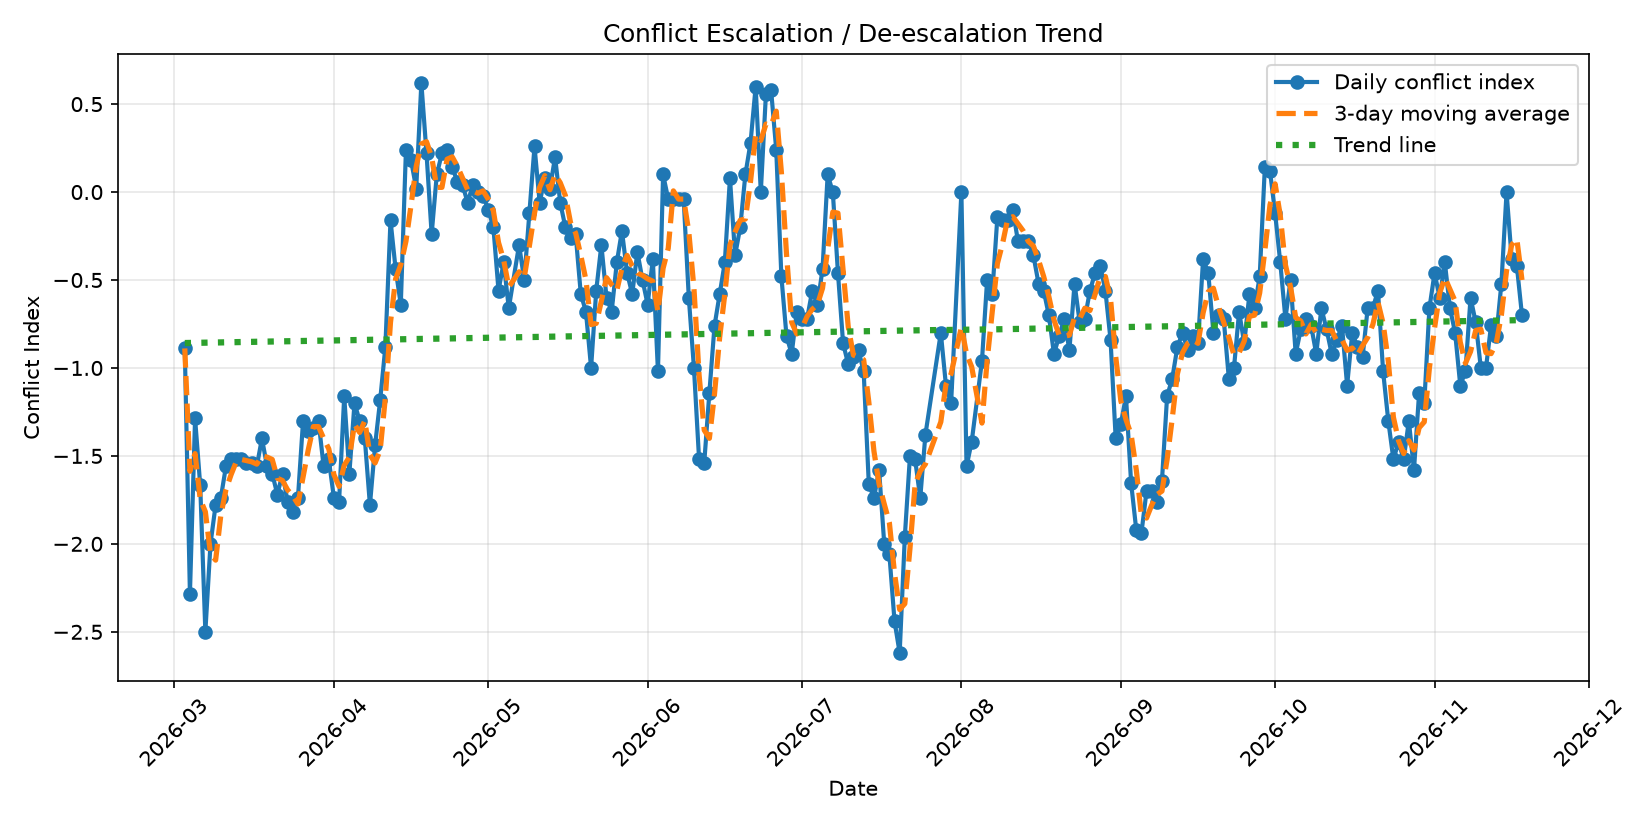 Conflict Escalation / De-escalation Trend
Daily conflict index
3-day moving average
Trend line
Conflict Index
0.5
0.0
−0.5
−1.0
−1.5
−2.0
−2.5
2026-03
2026-04
2026-05
2026-06
2026-07
2026-08
2026-09
2026-10
2026-11
2026-12
Date